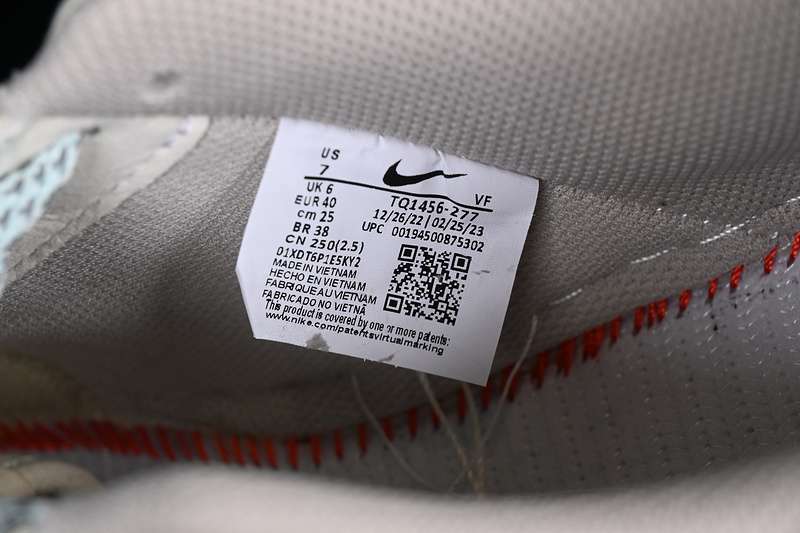 US
7
UK 6
EUR 40
cm 25
BR 38
CN 250(2.5)
VF
TQ1456-277
12/26/22 | 02/25/23
UPC 00194500875302
01XDT6P1E5KY2
MADE IN VIETNAM
HECHO EN VIETNAM
FABRIQUE AU VIETNAM
FABRICADO NO VIETNÃ
This product is covered by one or more patents:
www.nike.com/patentsvirtualmarking